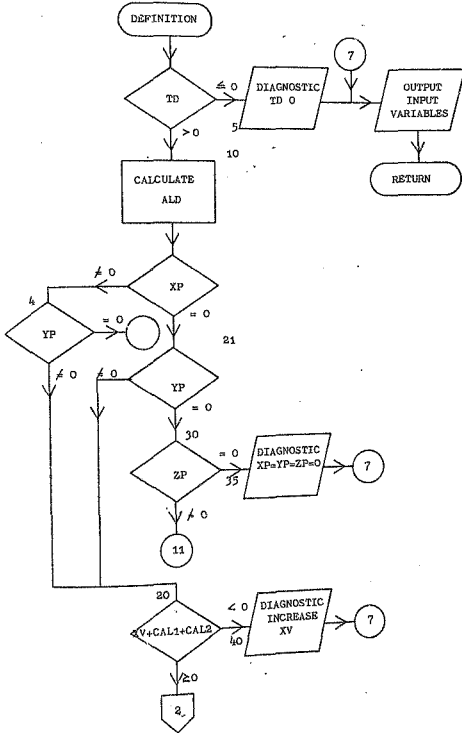 DEFINITION
TD
≤ 0
> 0
5
DIAGNOSTIC
TD 0
7
OUTPUT
INPUT
VARIABLES
RETURN
10
CALCULATE
ALD
XP
≠ 0
= 0
4
YP
= 0
≠ 0
21
YP
≠ 0
= 0
30
ZP
= 0
35
DIAGNOSTIC
XP=YP=ZP=0
7
≠ 0
11
20
XV+CAL1+CAL2
< 0
40
DIAGNOSTIC
INCREASE
XV
7
≥0
2